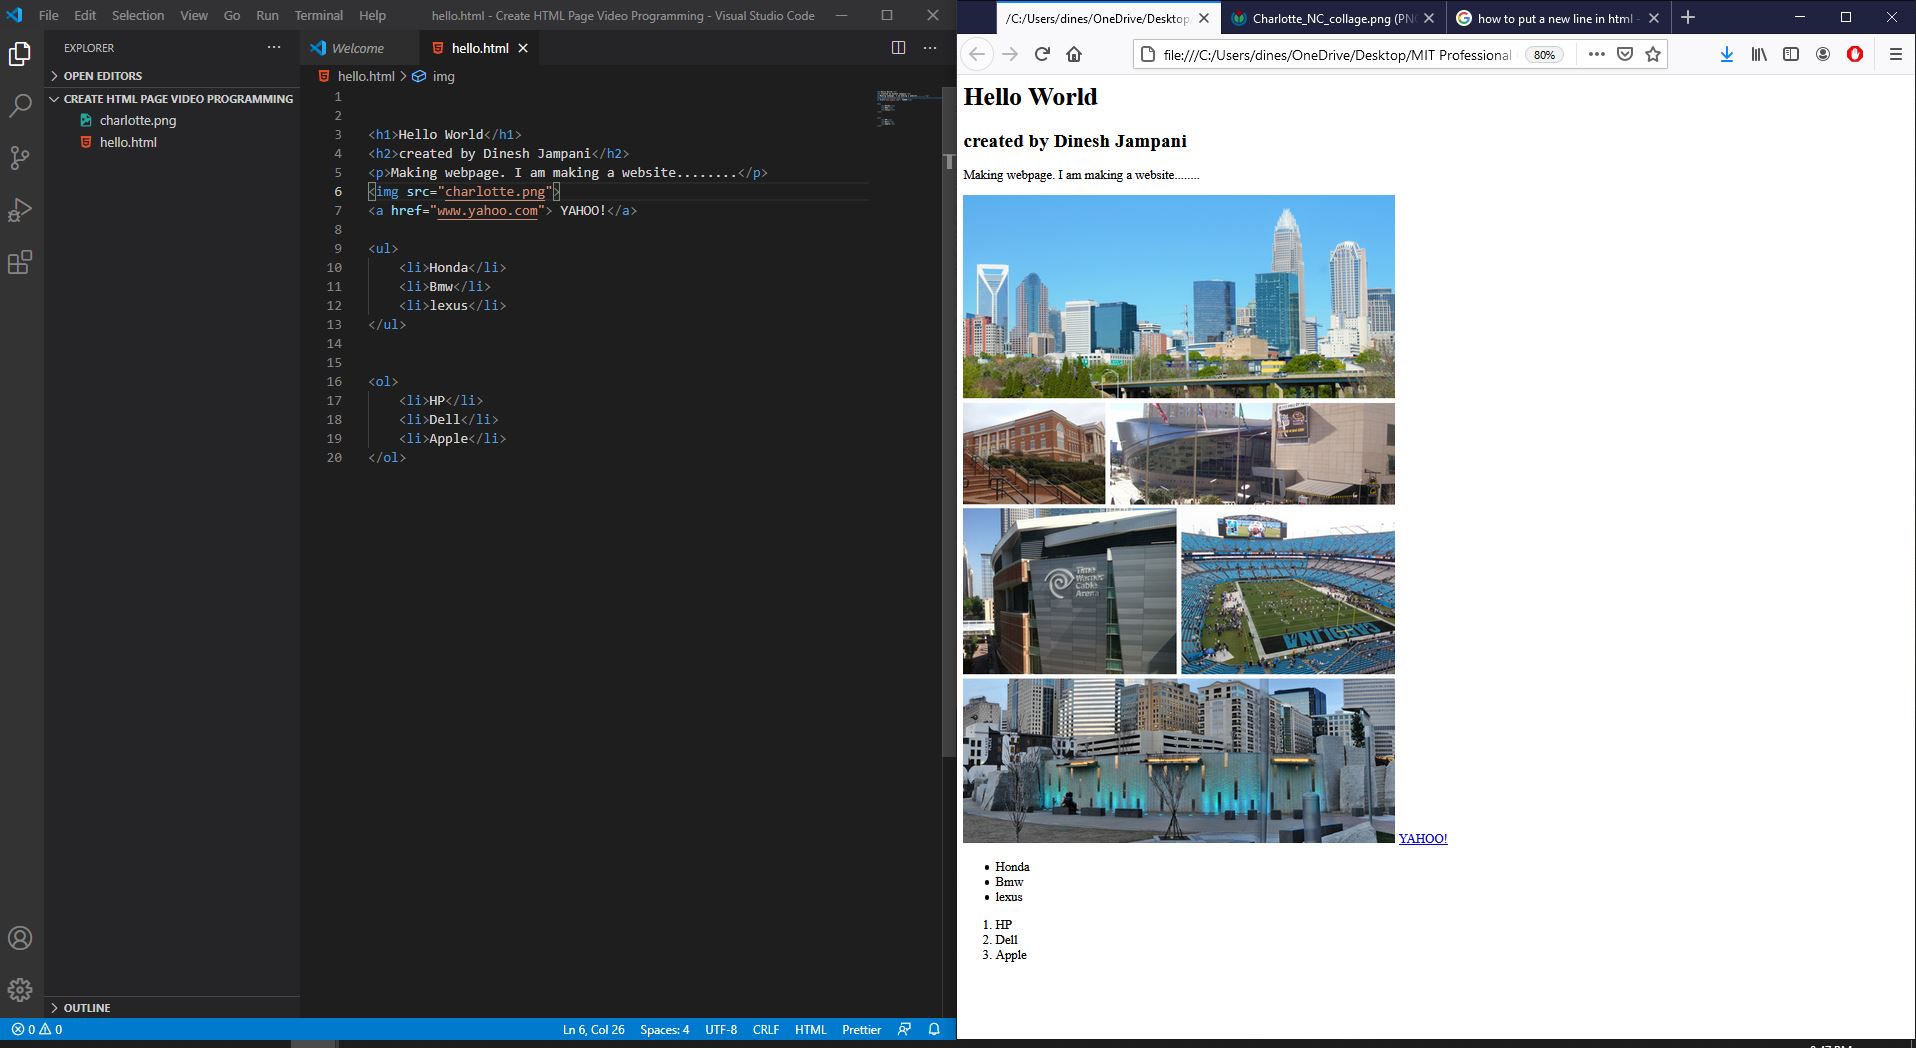 File Edit Selection View Go Run Terminal Help hello.html - Create HTML Page Video Programming - Visual Studio Code
EXPLORER
OPEN EDITORS
CREATE HTML PAGE VIDEO PROGRAMMING
charlotte.png
hello.html
OUTLINE
Welcome hello.html
hello.html > img
1
2
3 <h1>Hello World</h1>
4 <h2>created by Dinesh Jampani</h2>
5 <p>Making webpage. I am making a website........</p>
6 <img src="charlotte.png">
7 <a href="www.yahoo.com"> YAHOO!</a>
8
9 <ul>
10 <li>Honda</li>
11 <li>Bmw</li>
12 <li>lexus</li>
13 </ul>
14
15
16 <ol>
17 <li>HP</li>
18 <li>Dell</li>
19 <li>Apple</li>
20 </ol>
0 0 Ln 6, Col 26 Spaces: 4 UTF-8 CRLF HTML Prettier
/C:/Users/dines/OneDrive/Desktop/ Charlotte_NC_collage.png (PNG how to put a new line in html -
file:///C:/Users/dines/OneDrive/Desktop/MIT Professional 80%
Hello World
created by Dinesh Jampani
Making webpage. I am making a website........
Time
Warner
Cable
Arena
CAROLINA
YAHOO!
• Honda
• Bmw
• lexus
1. HP
2. Dell
3. Apple